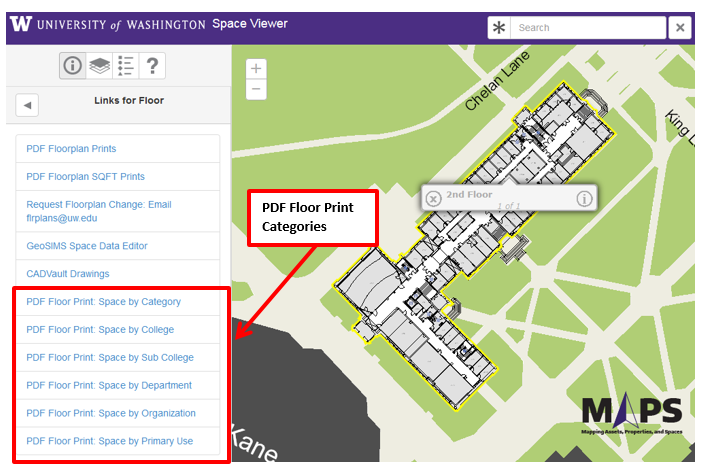 W UNIVERSITY of WASHINGTON Space Viewer
Search
Links for Floor
PDF Floorplan Prints
PDF Floorplan SQFT Prints
Request Floorplan Change: Email
flrplans@uw.edu
GeoSIMS Space Data Editor
CADVault Drawings
PDF Floor Print: Space by Category
PDF Floor Print: Space by College
PDF Floor Print: Space by Sub College
PDF Floor Print: Space by Department
PDF Floor Print: Space by Organization
PDF Floor Print: Space by Primary Use
PDF Floor Print
Categories
Chelan Lane
King L
2nd Floor
1 of 1
Kane
MAPS
Mapping Assets, Properties, and Spaces